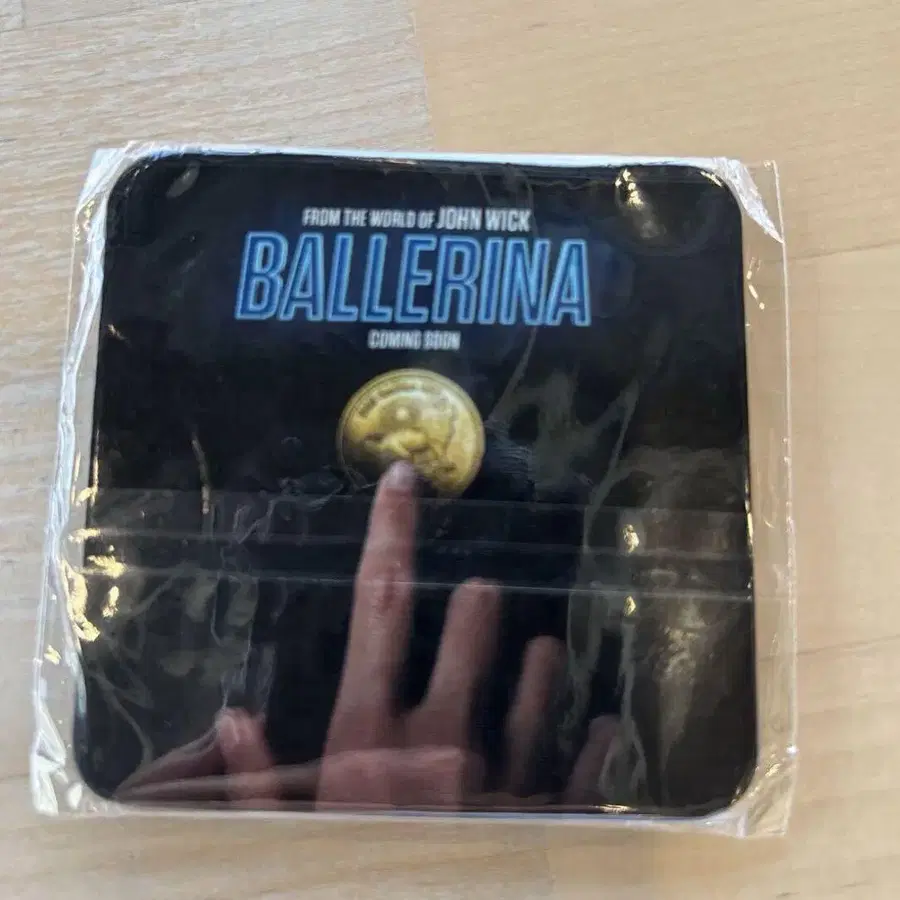 FROM THE WORLD OF JOHN WICK
BALLERINA
COMING SOON